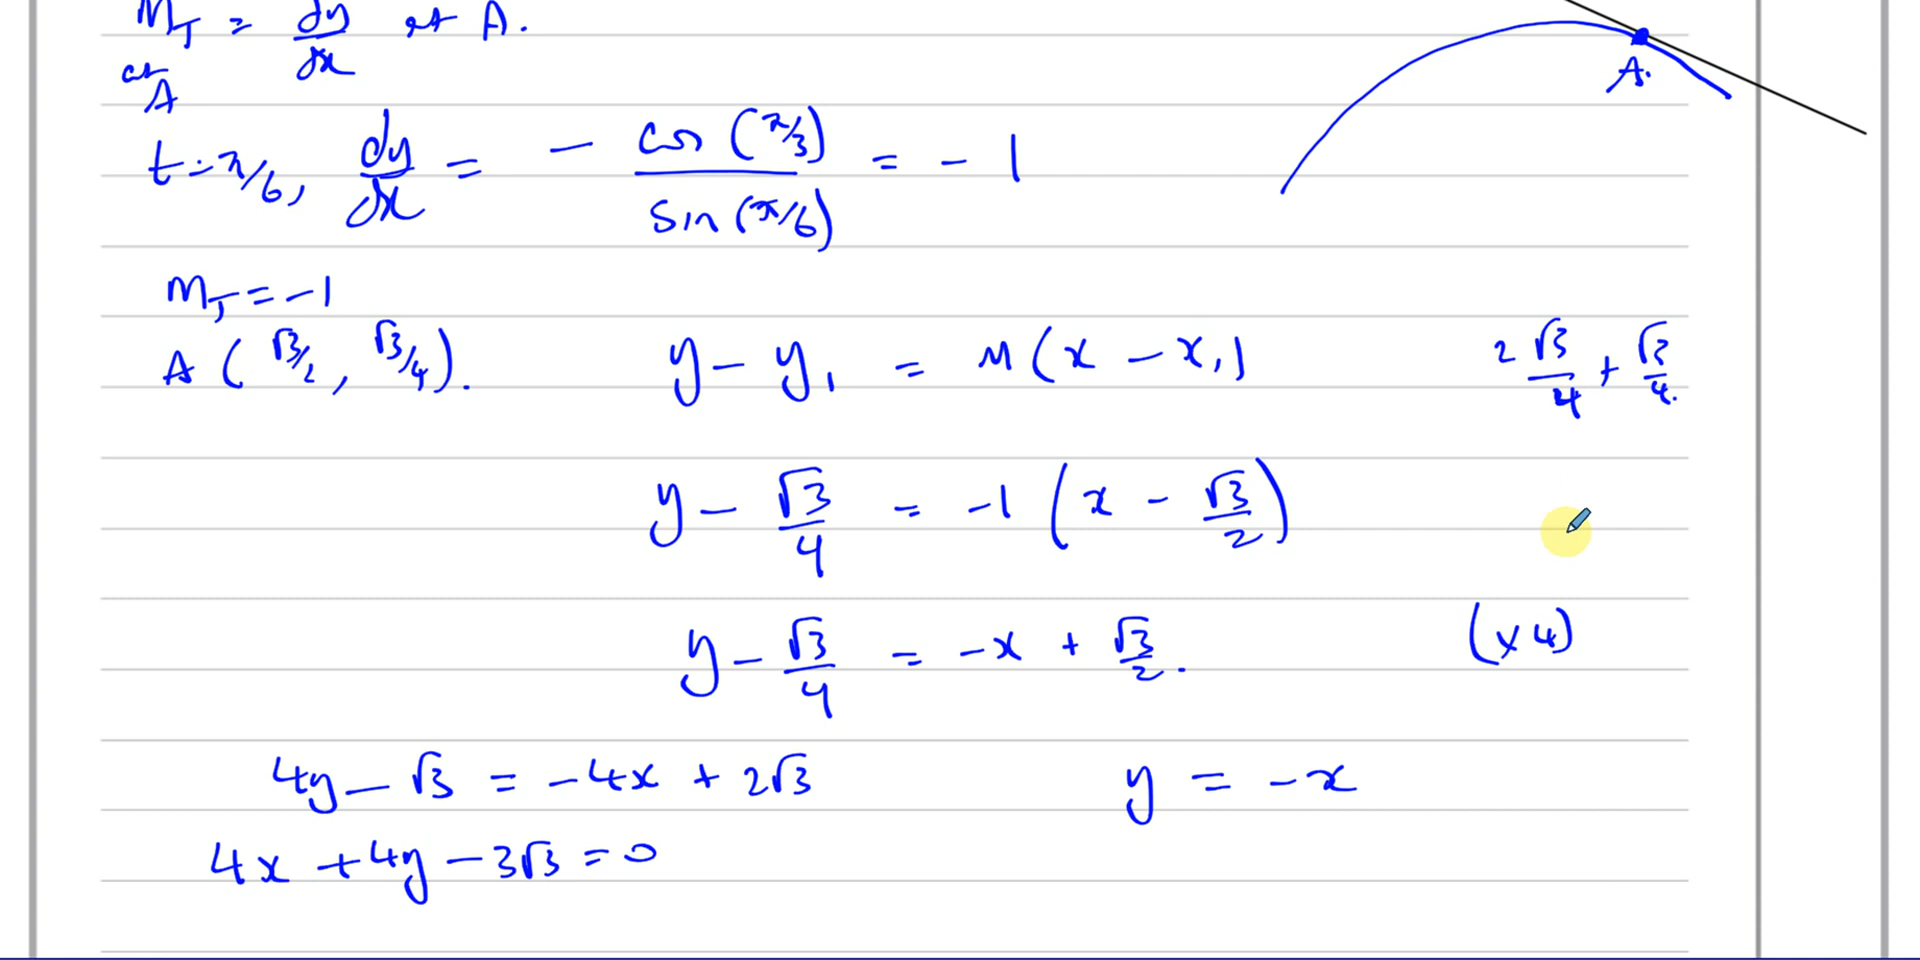 M_T = dy/dx at A.
at A
A.
t = π/6, dy/dx = - cos(π/3) / sin(π/6) = -1
M_T = -1
A (√3/2, √3/4).
y - y₁ = M(x - x₁)
2√3/4 + √3/4.
y - √3/4 = -1 (x - √3/2)
y - √3/4 = -x + √3/2.
(×4)
4y - √3 = -4x + 2√3
y = -x
4x + 4y - 3√3 = 0